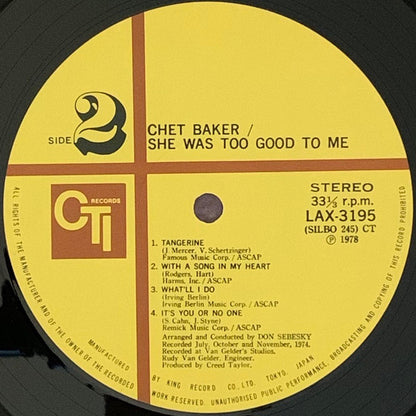 SIDE 2
CHET BAKER /
SHE WAS TOO GOOD TO ME
CTI RECORDS
STEREO
33⅓ r.p.m.
LAX-3195
(SILBO 245) CT
Ⓟ 1978
1. TANGERINE
(J. Mercer, V. Schertzinger)
Famous Music Corp. / ASCAP
2. WITH A SONG IN MY HEART
(Rodgers, Hart)
Harms, Inc. / ASCAP
3. WHAT'LL I DO
(Irving Berlin)
Irving Berlin Music Corp. / ASCAP
4. IT'S YOU OR NO ONE
(S. Cahn, J. Styne)
Remick Music Corp. / ASCAP
Arranged and Conducted by DON SEBESKY
Recorded July, October and November, 1974.
Recorded at Van Gelder's Studios.
Rudy Van Gelder, Engineer.
Produced by Creed Taylor.
ALL RIGHTS OF THE MANUFACTURER AND OF THE OWNER OF THE RECORDED WORK RESERVED. UNAUTHORISED PUBLIC PERFORMANCE, BROADCASTING AND COPYING OF THIS RECORD PROHIBITED
MANUFACTURED BY KING RECORD CO., LTD. TOKYO, JAPAN